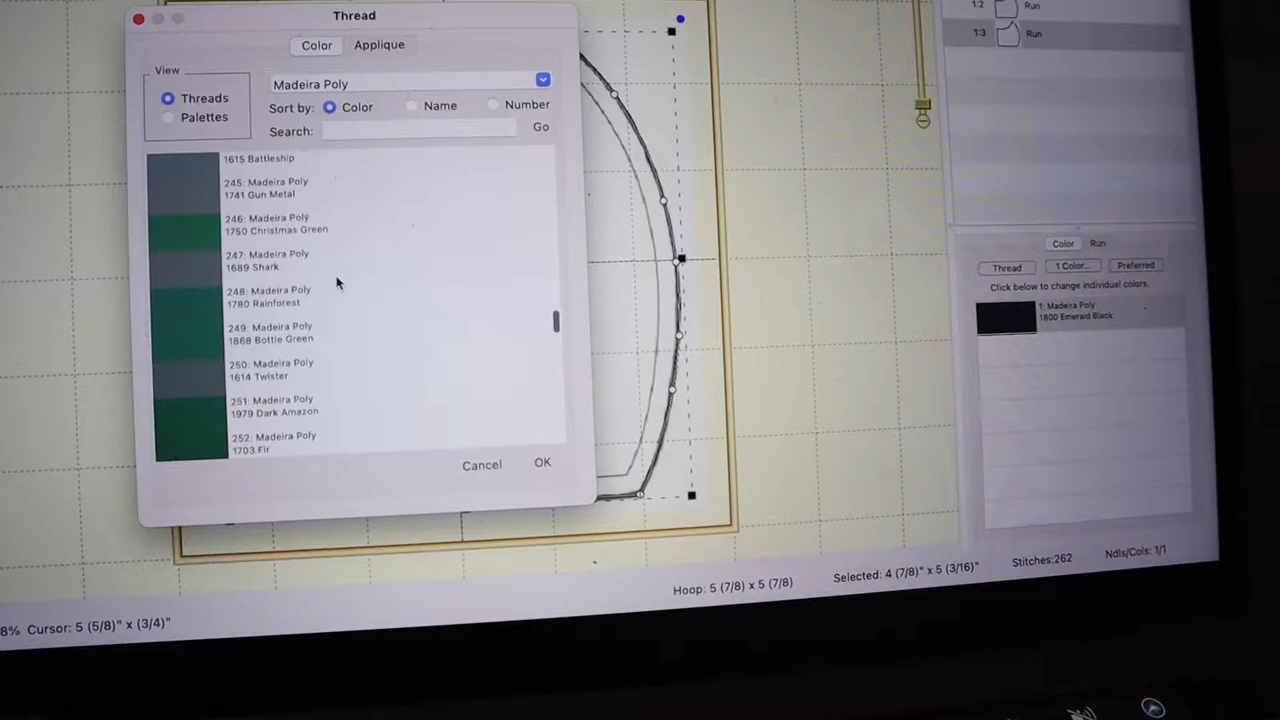 Thread
Color Applique
View
Threads
Palettes
Madeira Poly
Sort by: Color Name Number
Search: Go
1615 Battleship
245: Madeira Poly
1741 Gun Metal
246: Madeira Poly
1750 Christmas Green
247: Madeira Poly
1689 Shark
248: Madeira Poly
1780 Rainforest
249: Madeira Poly
1868 Bottle Green
250: Madeira Poly
1614 Twister
251: Madeira Poly
1979 Dark Amazon
252: Madeira Poly
1703 Fir
Cancel OK
1:2 Run
1:3 Run
Color Run
Thread 1 Color... Preferred
Click below to change individual colors.
1: Madeira Poly
1800 Emerald Black
8% Cursor: 5 (5/8)" x (3/4)"
Hoop: 5 (7/8) x 5 (7/8)
Selected: 4 (7/8)" x 5 (3/16)"
Stitches:262
Ndls/Cols: 1/1